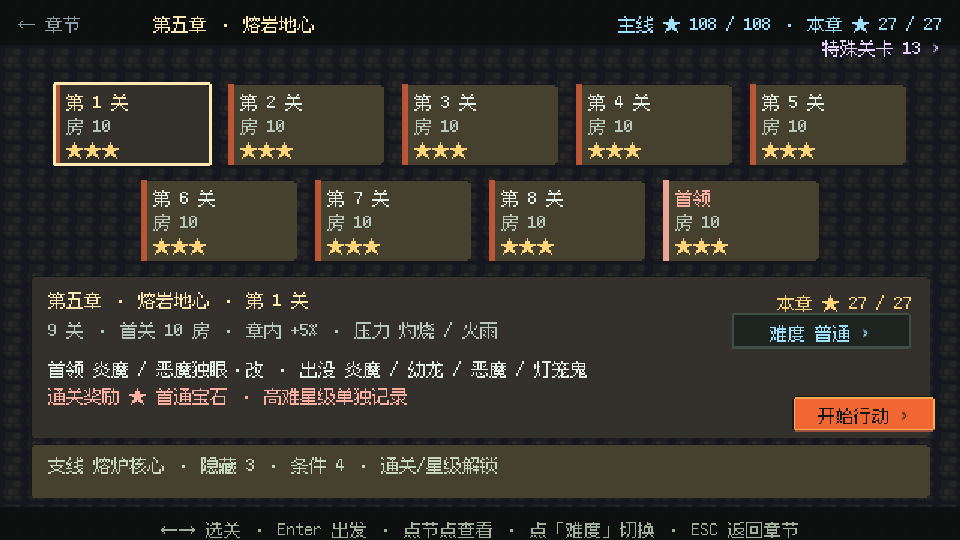 ← 章节 第五章 · 熔岩地心 主线 ★ 108 / 108 · 本章 ★ 27 / 27
特殊关卡 13 ›
第 1 关
房 10
★★★
第 2 关
房 10
★★★
第 3 关
房 10
★★★
第 4 关
房 10
★★★
第 5 关
房 10
★★★
第 6 关
房 10
★★★
第 7 关
房 10
★★★
第 8 关
房 10
★★★
首领
房 10
★★★
第五章 · 熔岩地心 · 第 1 关
本章 ★ 27 / 27
9 关 · 首关 10 房 · 章内 +5% · 压力 灼烧 / 火雨
难度 普通 ›
首领 炎魔 / 恶魔独眼·改 · 出没 炎魔 / 幼龙 / 恶魔 / 灯笼鬼
通关奖励 ★ 首通宝石 · 高难星级单独记录
开始行动 ›
支线 熔炉核心 · 隐藏 3 · 条件 4 · 通关/星级解锁
←→ 选关 · Enter 出发 · 点节点查看 · 点「难度」切换 · ESC 返回章节